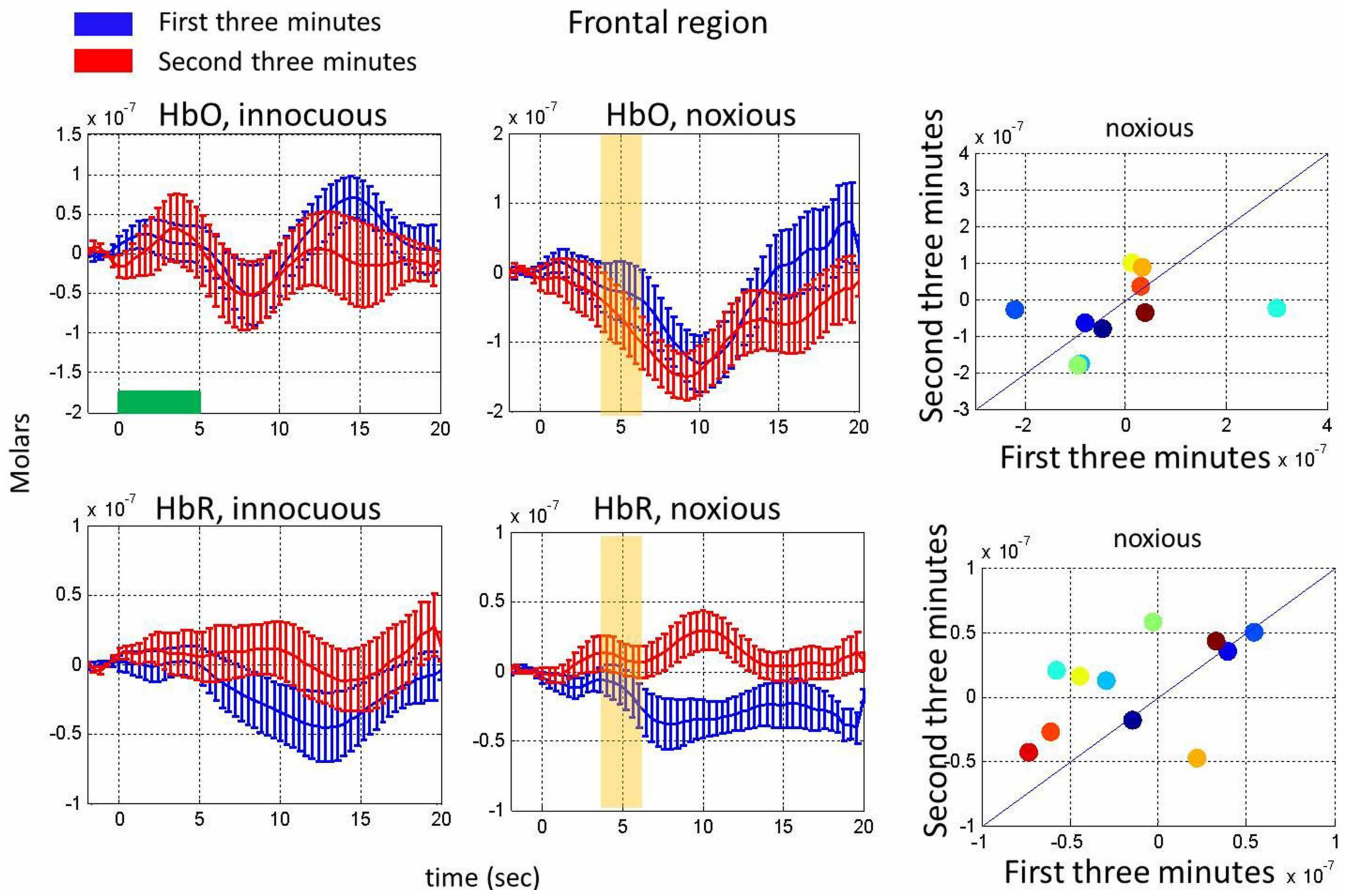 First three minutes
Second three minutes
Frontal region
HbO, innocuous
x 10^-7
1.5
1
0.5
0
-0.5
-1
-1.5
-2
0 5 10 15 20
HbO, noxious
x 10^-7
2
1
0
-1
-2
0 5 10 15 20
noxious
x 10^-7
4
3
2
1
0
-1
-2
-3
-2 0 2 4
Second three minutes
First three minutes x 10^-7
Molars
HbR, innocuous
x 10^-7
1
0.5
0
-0.5
-1
0 5 10 15 20
HbR, noxious
x 10^-7
1
0.5
0
-0.5
-1
0 5 10 15 20
noxious
x 10^-7
1
0.5
0
-0.5
-1
-1 -0.5 0 0.5 1
Second three minutes
First three minutes x 10^-7
time (sec)